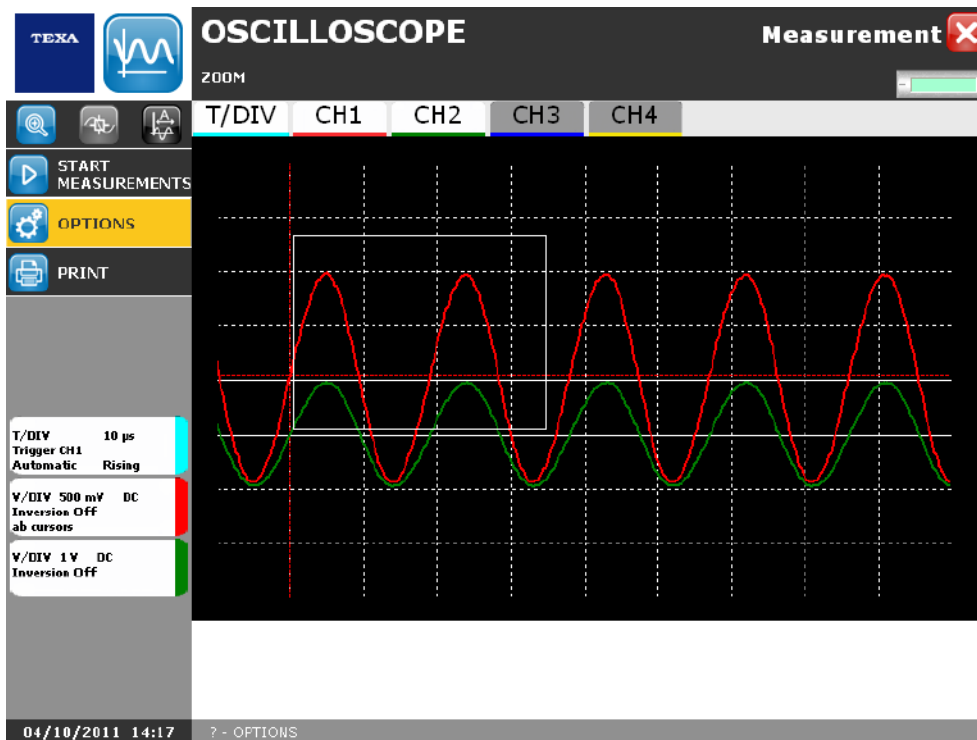 TEXA
OSCILLOSCOPE
Measurement
ZOOM
T/DIV CH1 CH2 CH3 CH4
START
MEASUREMENTS
OPTIONS
PRINT
T/DIV 10 µs
Trigger CH1
Automatic Rising
V/DIV 500 mV DC
Inversion Off
ab cursors
V/DIV 1 V DC
Inversion Off
04/10/2011 14:17
? - OPTIONS